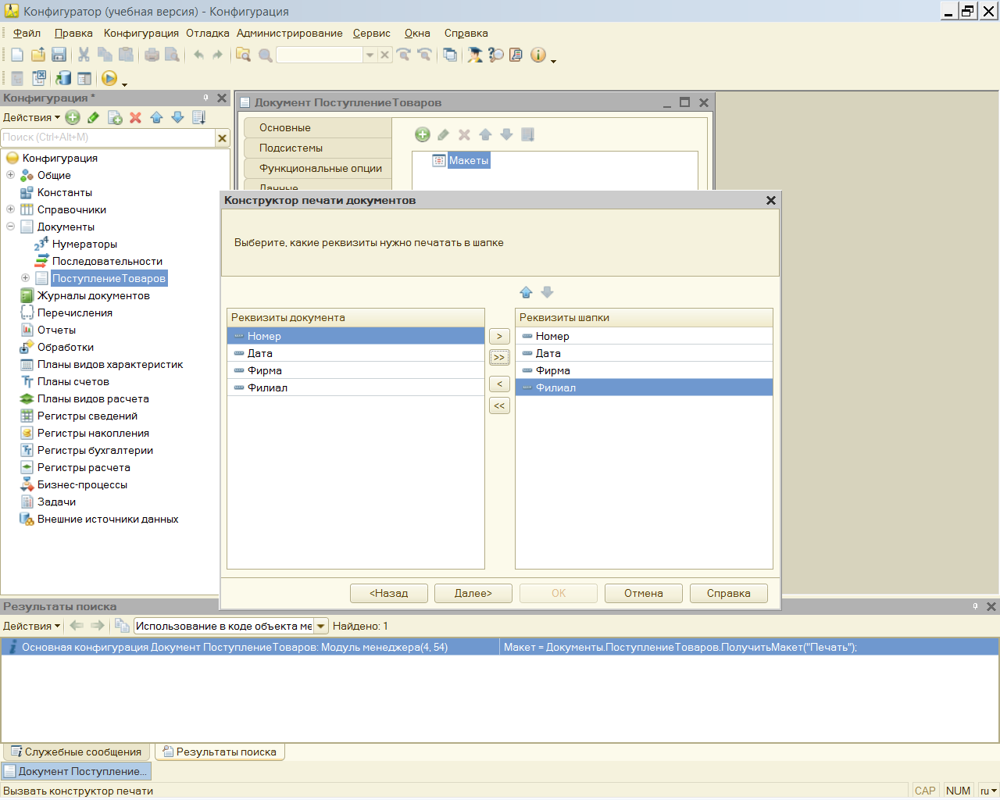 Конфигуратор (учебная версия) - Конфигурация
Файл Правка Конфигурация Отладка Администрирование Сервис Окна Справка
Конфигурация *
Действия
Поиск (Ctrl+Alt+M)
Конфигурация
Общие
Константы
Справочники
Документы
Нумераторы
Последовательности
ПоступлениеТоваров
Журналы документов
Перечисления
Отчеты
Обработки
Планы видов характеристик
Планы счетов
Планы видов расчета
Регистры сведений
Регистры накопления
Регистры бухгалтерии
Регистры расчета
Бизнес-процессы
Задачи
Внешние источники данных
Документ ПоступлениеТоваров
Основные
Подсистемы
Функциональные опции
Данные
Макеты
Конструктор печати документов
Выберите, какие реквизиты нужно печатать в шапке
Реквизиты документа
Номер
Дата
Фирма
Филиал
>
>>
<
<<
Реквизиты шапки
Номер
Дата
Фирма
Филиал
<Назад Далее> OK Отмена Справка
Результаты поиска
Действия Использование в коде объекта ме Найдено: 1
Основная конфигурация Документ ПоступлениеТоваров: Модуль менеджера(4, 54) Макет = Документы.ПоступлениеТоваров.ПолучитьМакет("Печать");
Служебные сообщения Результаты поиска
Документ Поступление...
Вызвать конструктор печати CAP NUM ru